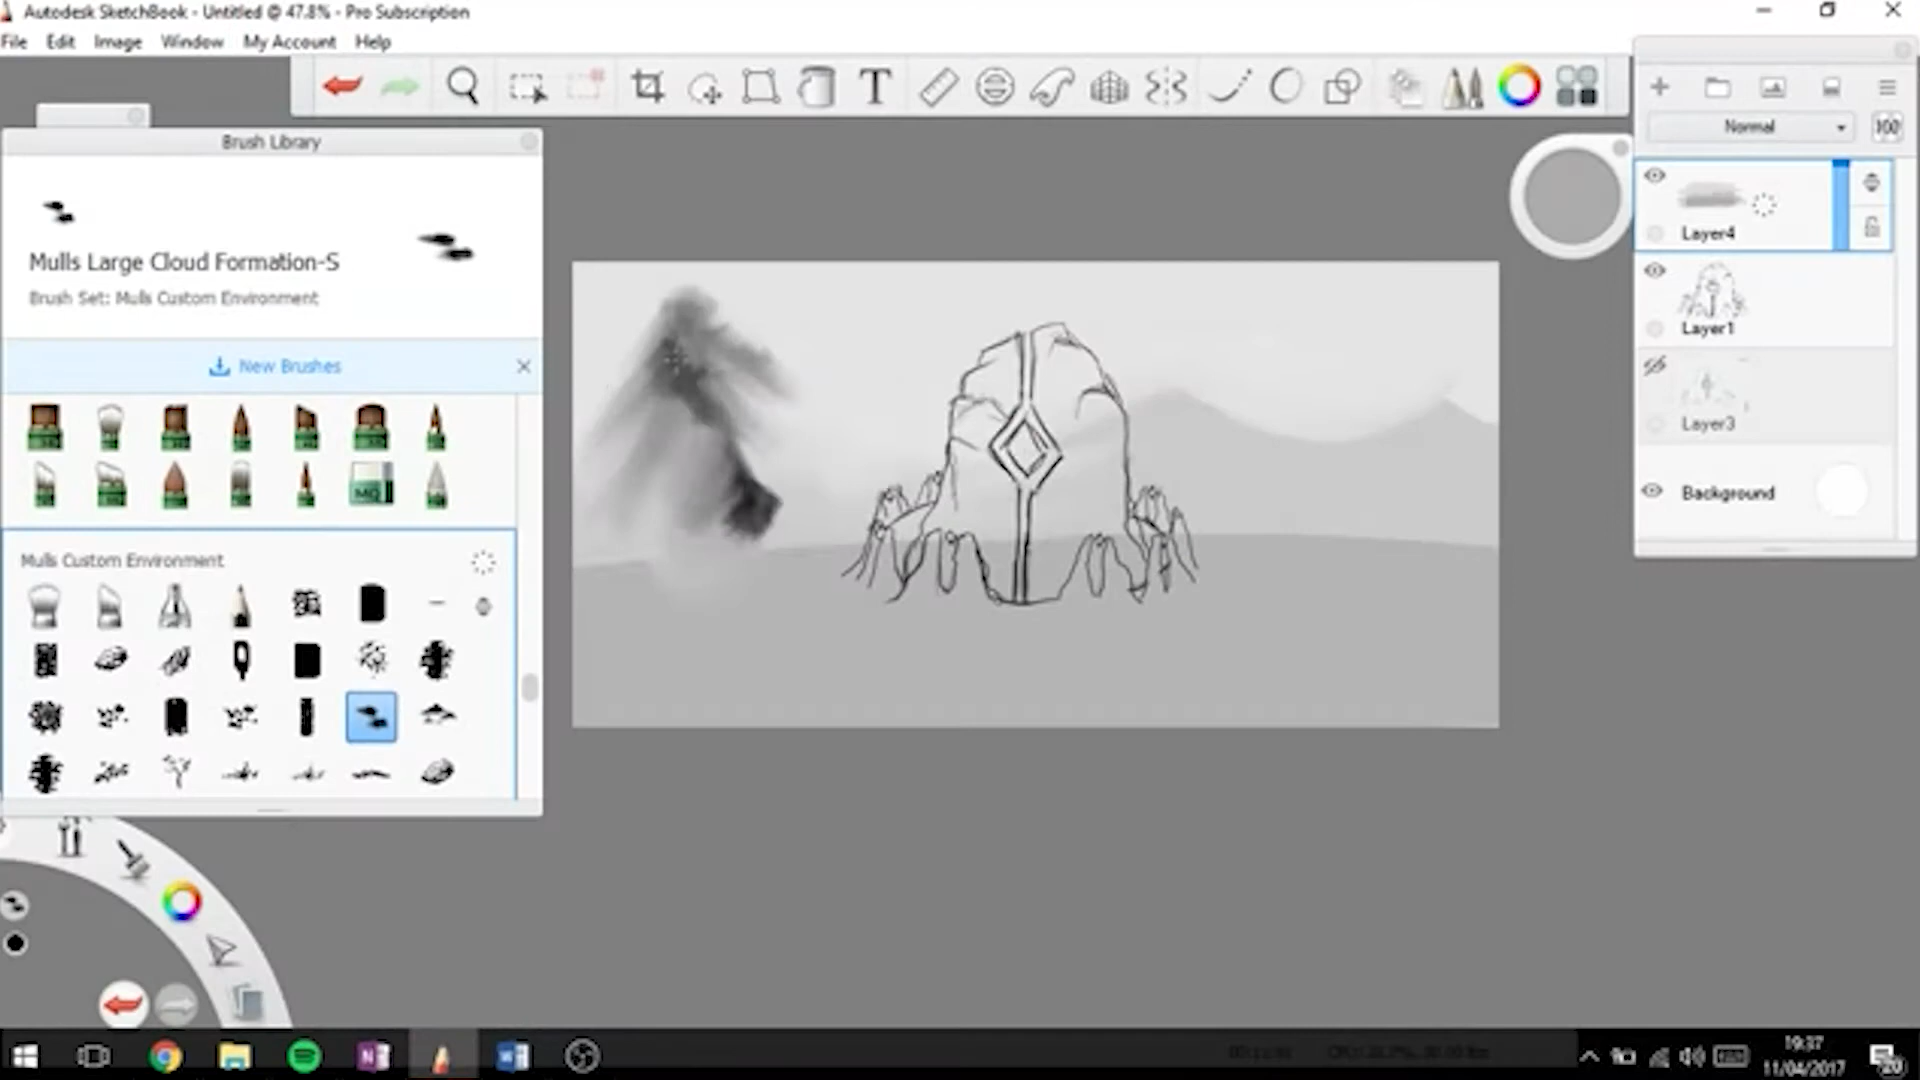 Autodesk SketchBook - Untitled @ 47.8% - Pro Subscription
File Edit Image Window My Account Help
Normal 100
Brush Library
Mulls Large Cloud Formation-S
Brush Set: Mulls Custom Environment
New Brushes
MQ
Mulls Custom Environment
Layer4
Layer1
Layer3
Background
19:37
11/04/2017
20